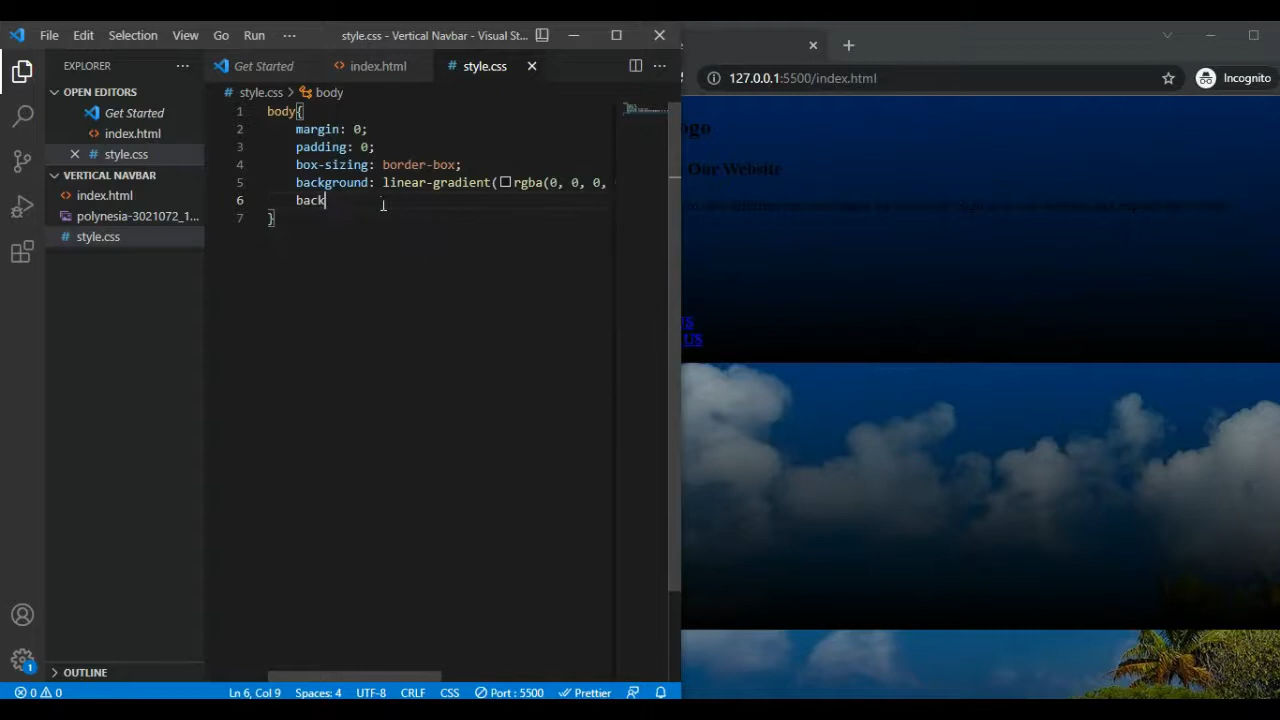 File Edit Selection View Go Run ··· style.css - Vertical Navbar - Visual St...
EXPLORER ···
OPEN EDITORS
Get Started
index.html
style.css
VERTICAL NAVBAR
index.html
polynesia-3021072_1...
style.css
OUTLINE
Get Started index.html # style.css
# style.css > body
1 body{
2 margin: 0;
3 padding: 0;
4 box-sizing: border-box;
5 background: linear-gradient(rgba(0, 0, 0,
6 back
7 }
0 0 Ln 6, Col 9 Spaces: 4 UTF-8 CRLF CSS Port : 5500 Prettier
1
127.0.0.1:5500/index.html Incognito
ogo
Our Website
US
US